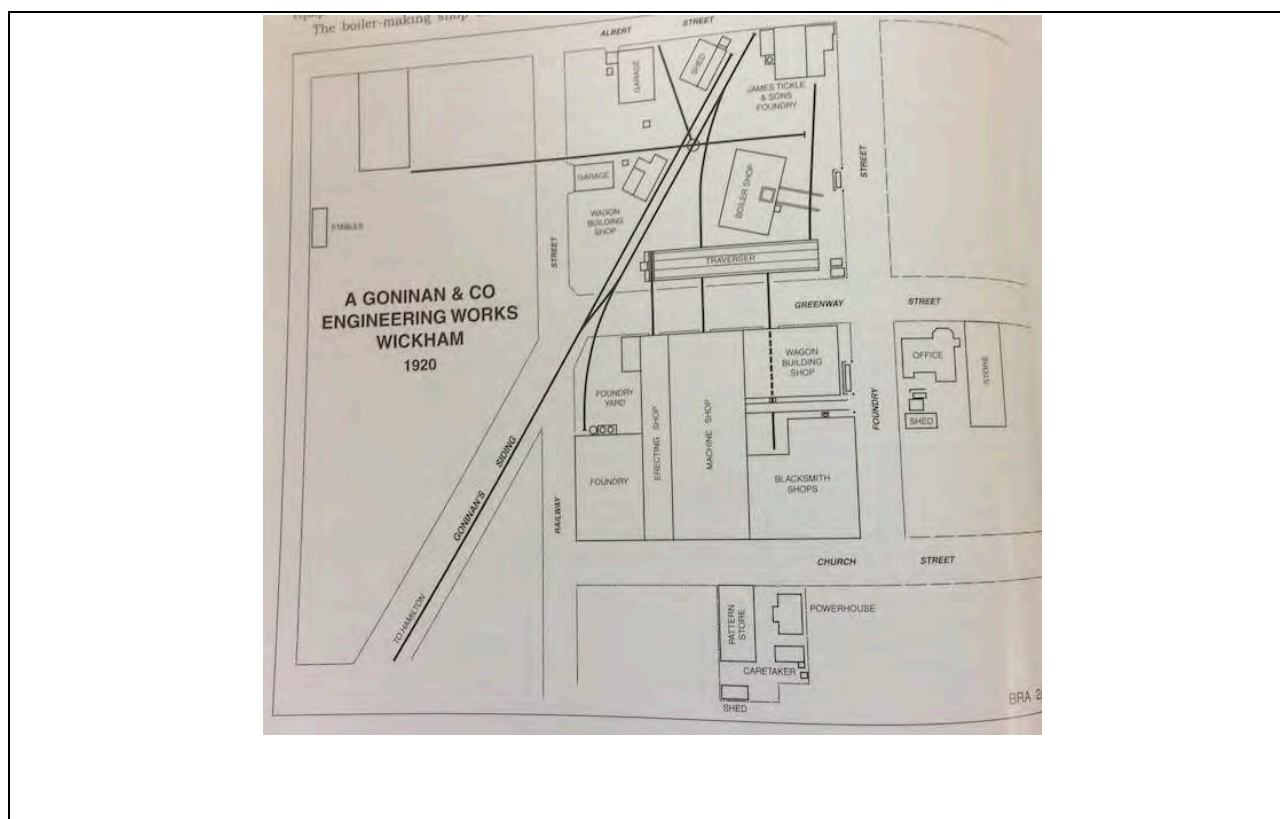 The boiler-making shop
ALBERT STREET
GARAGE
SHED
JAMES TICKLE
& SONS
FOUNDRY
STREET
GARAGE
BOILER SHOP
STABLES
WAGON
BUILDING
SHOP
STREET
TRAVERSER
A GONINAN & CO
ENGINEERING WORKS
WICKHAM
1920
GREENWAY STREET
WAGON
BUILDING
SHOP
OFFICE
STORE
FOUNDRY
YARD
ERECTING SHOP
MACHINE SHOP
FOUNDRY
SHED
GONINAN'S SIDING
FOUNDRY
BLACKSMITH
SHOPS
RAILWAY
CHURCH STREET
TO HAMILTON
PATTERN
STORE
POWERHOUSE
CARETAKER
SHED
BRA